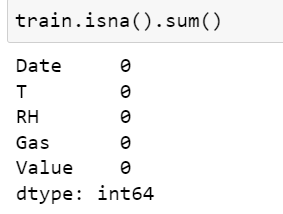 train.isna().sum()
Date 0
T 0
RH 0
Gas 0
Value 0
dtype: int64